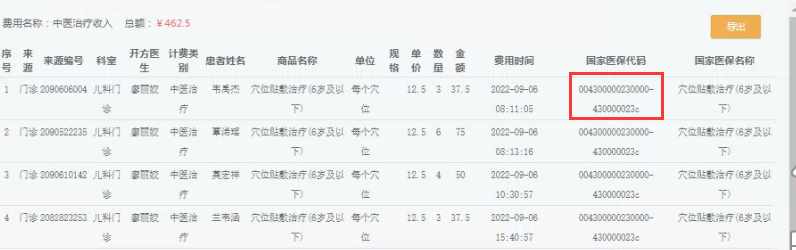 费用名称：中医治疗收入 总额：￥462.5
导出
序号 来源 来源编号 科室 开方医生 计费类别 患者姓名 商品名称 单位 规格 单价 数量 金额 费用时间 国家医保代码 国家医保名称
1 门诊 2090606004 儿科门诊 廖丽姣 中医治疗 韦禹杰 穴位贴敷治疗(6岁及以下) 每个穴位 12.5 3 37.5 2022-09-06 08:11:05 004300000230000-430000023c 穴位贴敷治疗(6岁及以下)
2 门诊 2090522235 儿科门诊 廖丽姣 中医治疗 覃浠瑶 穴位贴敷治疗(6岁及以下) 每个穴位 12.5 6 75 2022-09-06 08:13:16 004300000230000-430000023c 穴位贴敷治疗(6岁及以下)
3 门诊 2090610142 儿科门诊 廖丽姣 中医治疗 莫宏祥 穴位贴敷治疗(6岁及以下) 每个穴位 12.5 4 50 2022-09-06 10:30:57 004300000230000-430000023c 穴位贴敷治疗(6岁及以下)
4 门诊 2082823253 儿科门诊 廖丽姣 中医治疗 兰韦涵 穴位贴敷治疗(6岁及以下) 每个穴位 12.5 3 37.5 2022-09-06 15:40:57 004300000230000-430000023c 穴位贴敷治疗(6岁及以下)